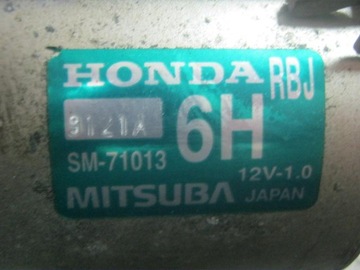 HONDA RBJ
9121A 6H
SM-71013 12V-1.0
MITSUBA JAPAN